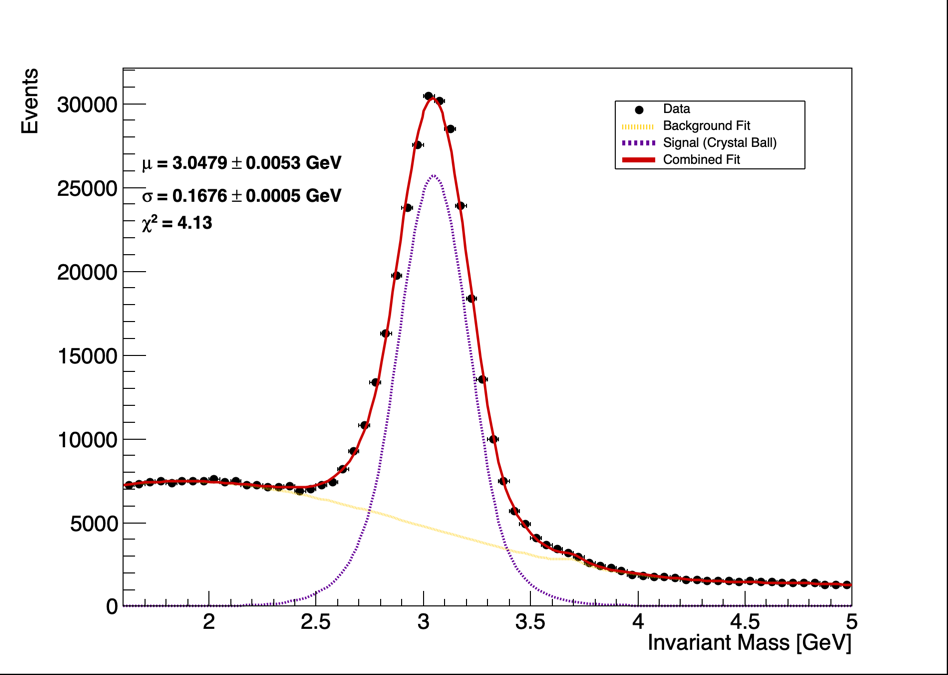 Events
30000
25000
20000
15000
10000
5000
0
μ = 3.0479 ± 0.0053 GeV
σ = 0.1676 ± 0.0005 GeV
χ² = 4.13
Data
Background Fit
Signal (Crystal Ball)
Combined Fit
2 2.5 3 3.5 4 4.5 5
Invariant Mass [GeV]